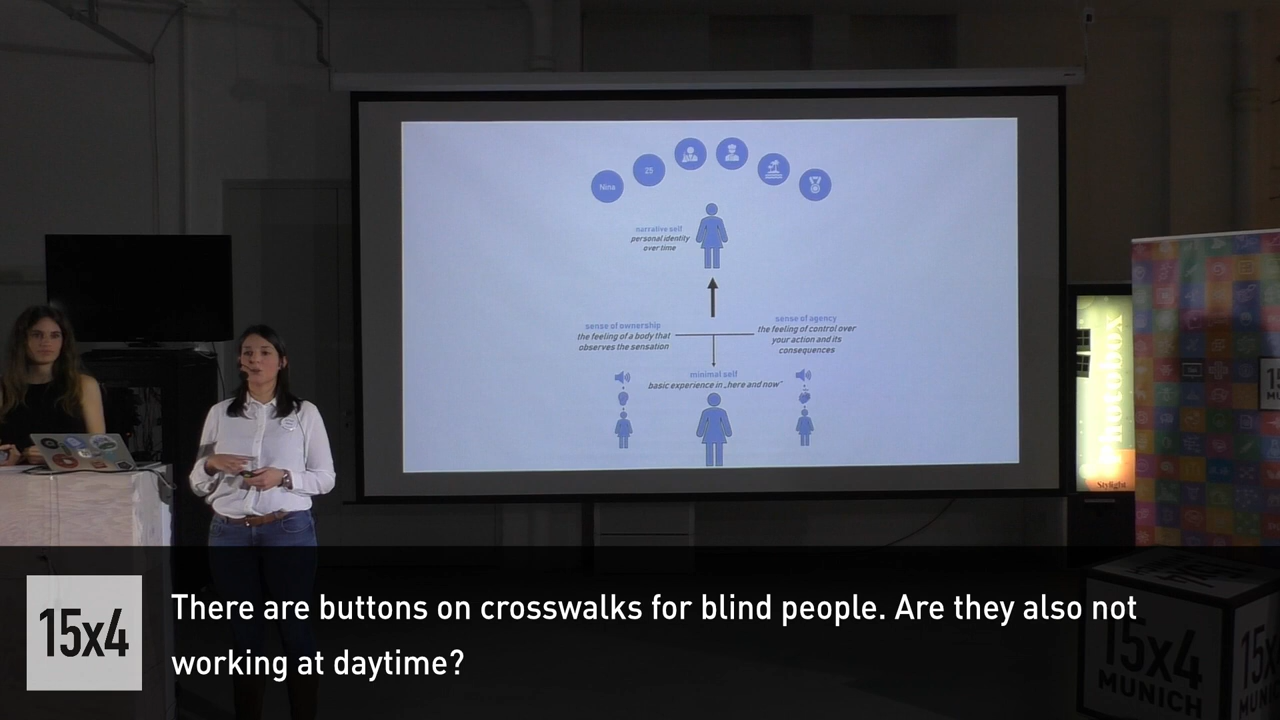 Nina
25
narrative self
personal identity
over time
sense of ownership
the feeling of a body that
observes the sensation
sense of agency
the feeling of control over
your action and its
consequences
minimal self
basic experience in „here and now"
photobox
Stylight
15x4
MUNICH
15x4
There are buttons on crosswalks for blind people. Are they also not
working at daytime?